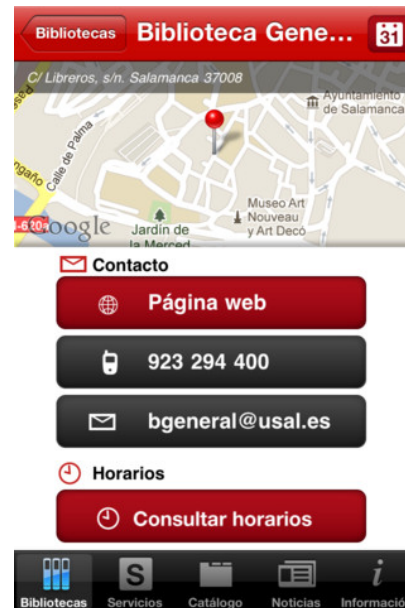 Bibliotecas
Biblioteca Gene...
31
C/ Libreros, s/n. Salamanca 37008
Ayuntamiento
de Salamanca
Calle de Palma
Museo Art
Nouveau
y Art Decó
Google
Jardín de
la Merced
Contacto
Página web
923 294 400
bgeneral@usal.es
Horarios
Consultar horarios
Bibliotecas
Servicios
Catálogo
Noticias
Informació